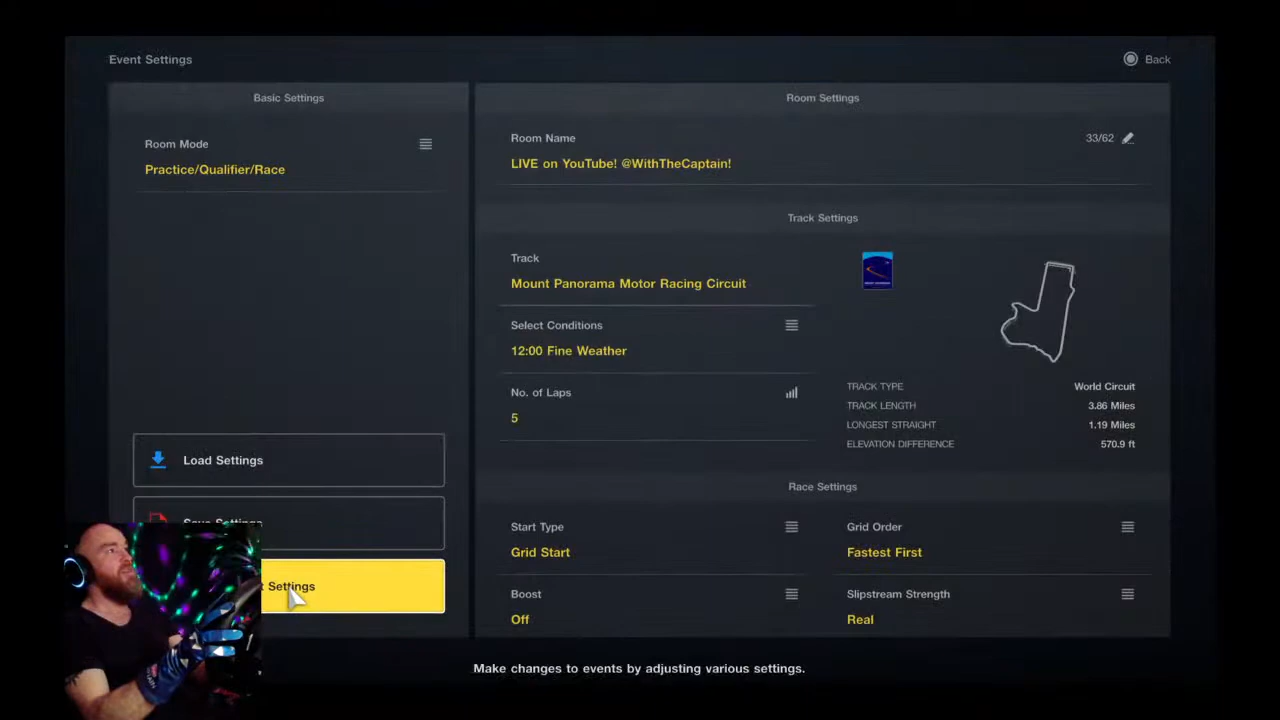 Event Settings
Back
Basic Settings
Room Mode
Practice/Qualifier/Race
Load Settings
Save Settings
Settings
Room Settings
Room Name
33/62
LIVE on YouTube! @WithTheCaptain!
Track Settings
Track
Mount Panorama Motor Racing Circuit
Select Conditions
12:00 Fine Weather
No. of Laps
5
TRACK TYPE World Circuit
TRACK LENGTH 3.86 Miles
LONGEST STRAIGHT 1.19 Miles
ELEVATION DIFFERENCE 570.9 ft
Race Settings
Start Type
Grid Start
Grid Order
Fastest First
Boost
Off
Slipstream Strength
Real
Make changes to events by adjusting various settings.